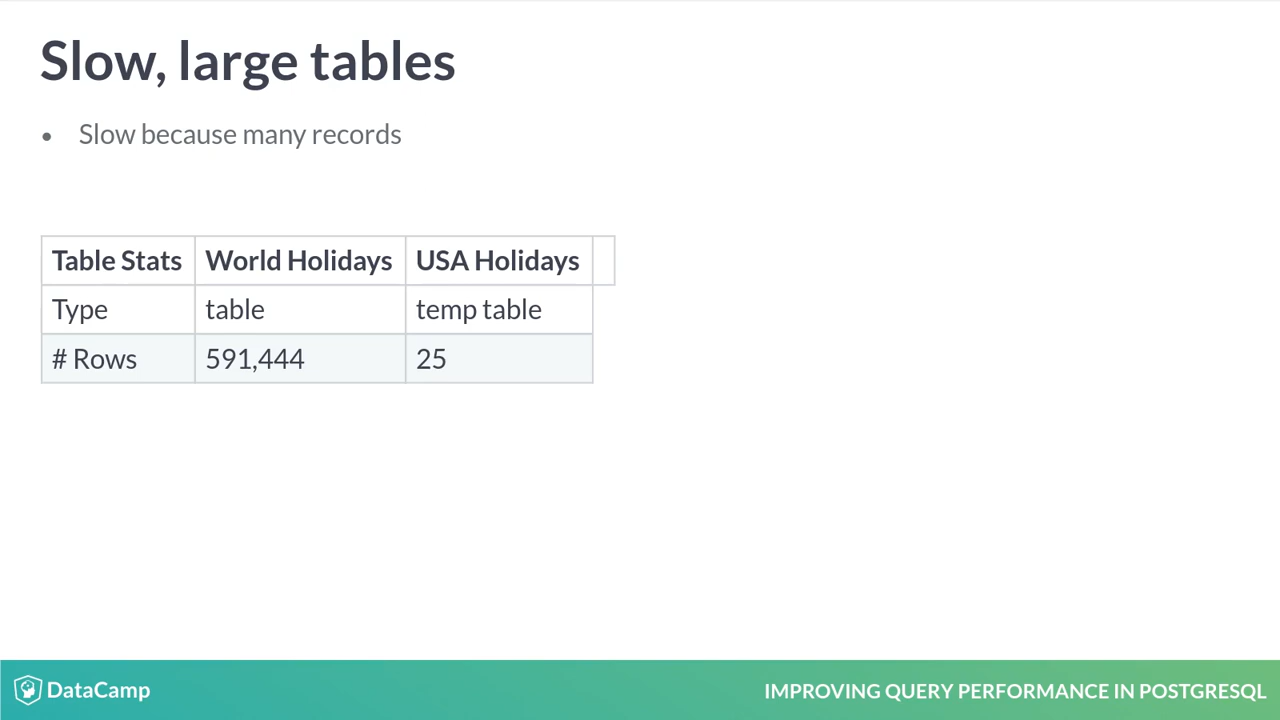 Slow, large tables
• Slow because many records
Table Stats World Holidays USA Holidays
Type table temp table
# Rows 591,444 25
DataCamp IMPROVING QUERY PERFORMANCE IN POSTGRESQL